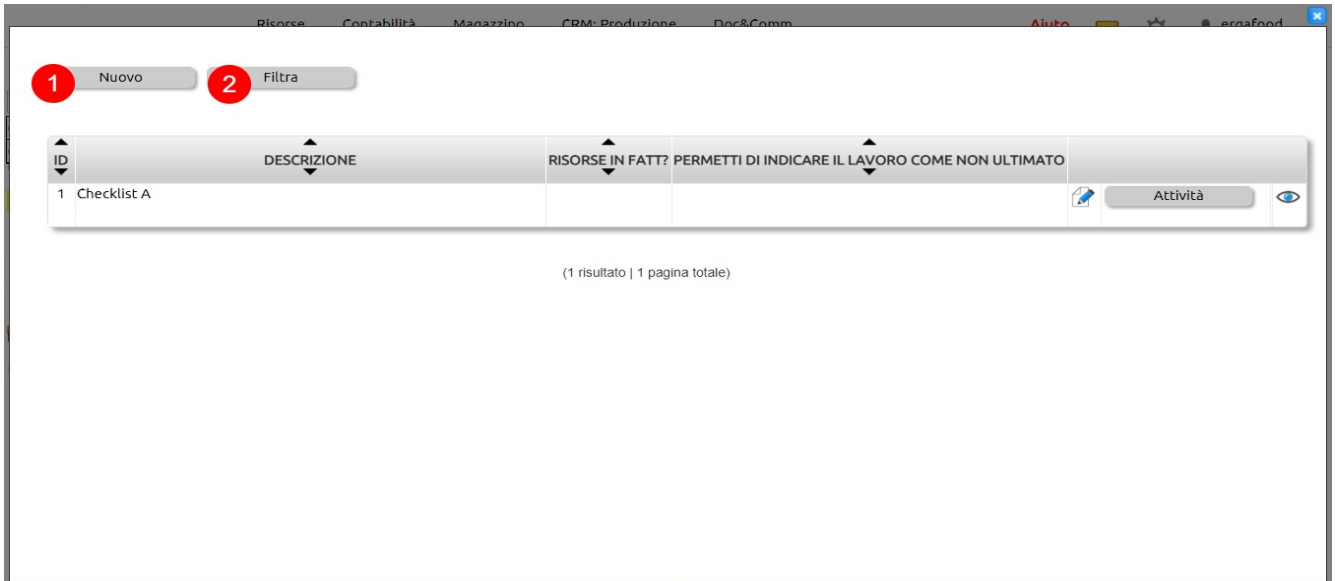 Risorse Contabilità Magazzino CRM: Produzione Doc&Comm Aiuto ergafood
1 Nuovo 2 Filtra
ID DESCRIZIONE RISORSE IN FATT? PERMETTI DI INDICARE IL LAVORO COME NON ULTIMATO
1 Checklist A Attività
(1 risultato | 1 pagina totale)